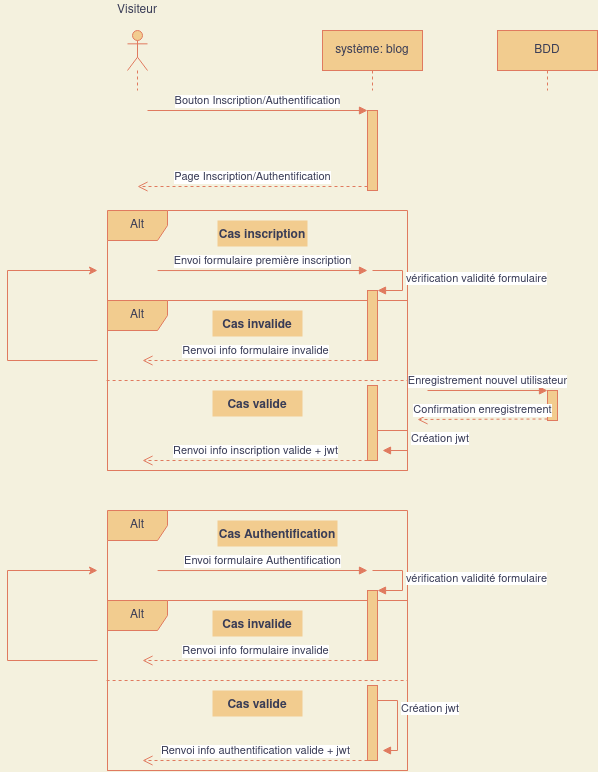 Visiteur
système: blog
BDD
Bouton Inscription/Authentification
Page Inscription/Authentification
Alt
Cas inscription
Envoi formulaire première inscription
vérification validité formulaire
Alt
Cas invalide
Renvoi info formulaire invalide
Enregistrement nouvel utilisateur
Cas valide
Confirmation enregistrement
Création jwt
Renvoi info inscription valide + jwt
Alt
Cas Authentification
Envoi formulaire Authentification
vérification validité formulaire
Alt
Cas invalide
Renvoi info formulaire invalide
Cas valide
Création jwt
Renvoi info authentification valide + jwt